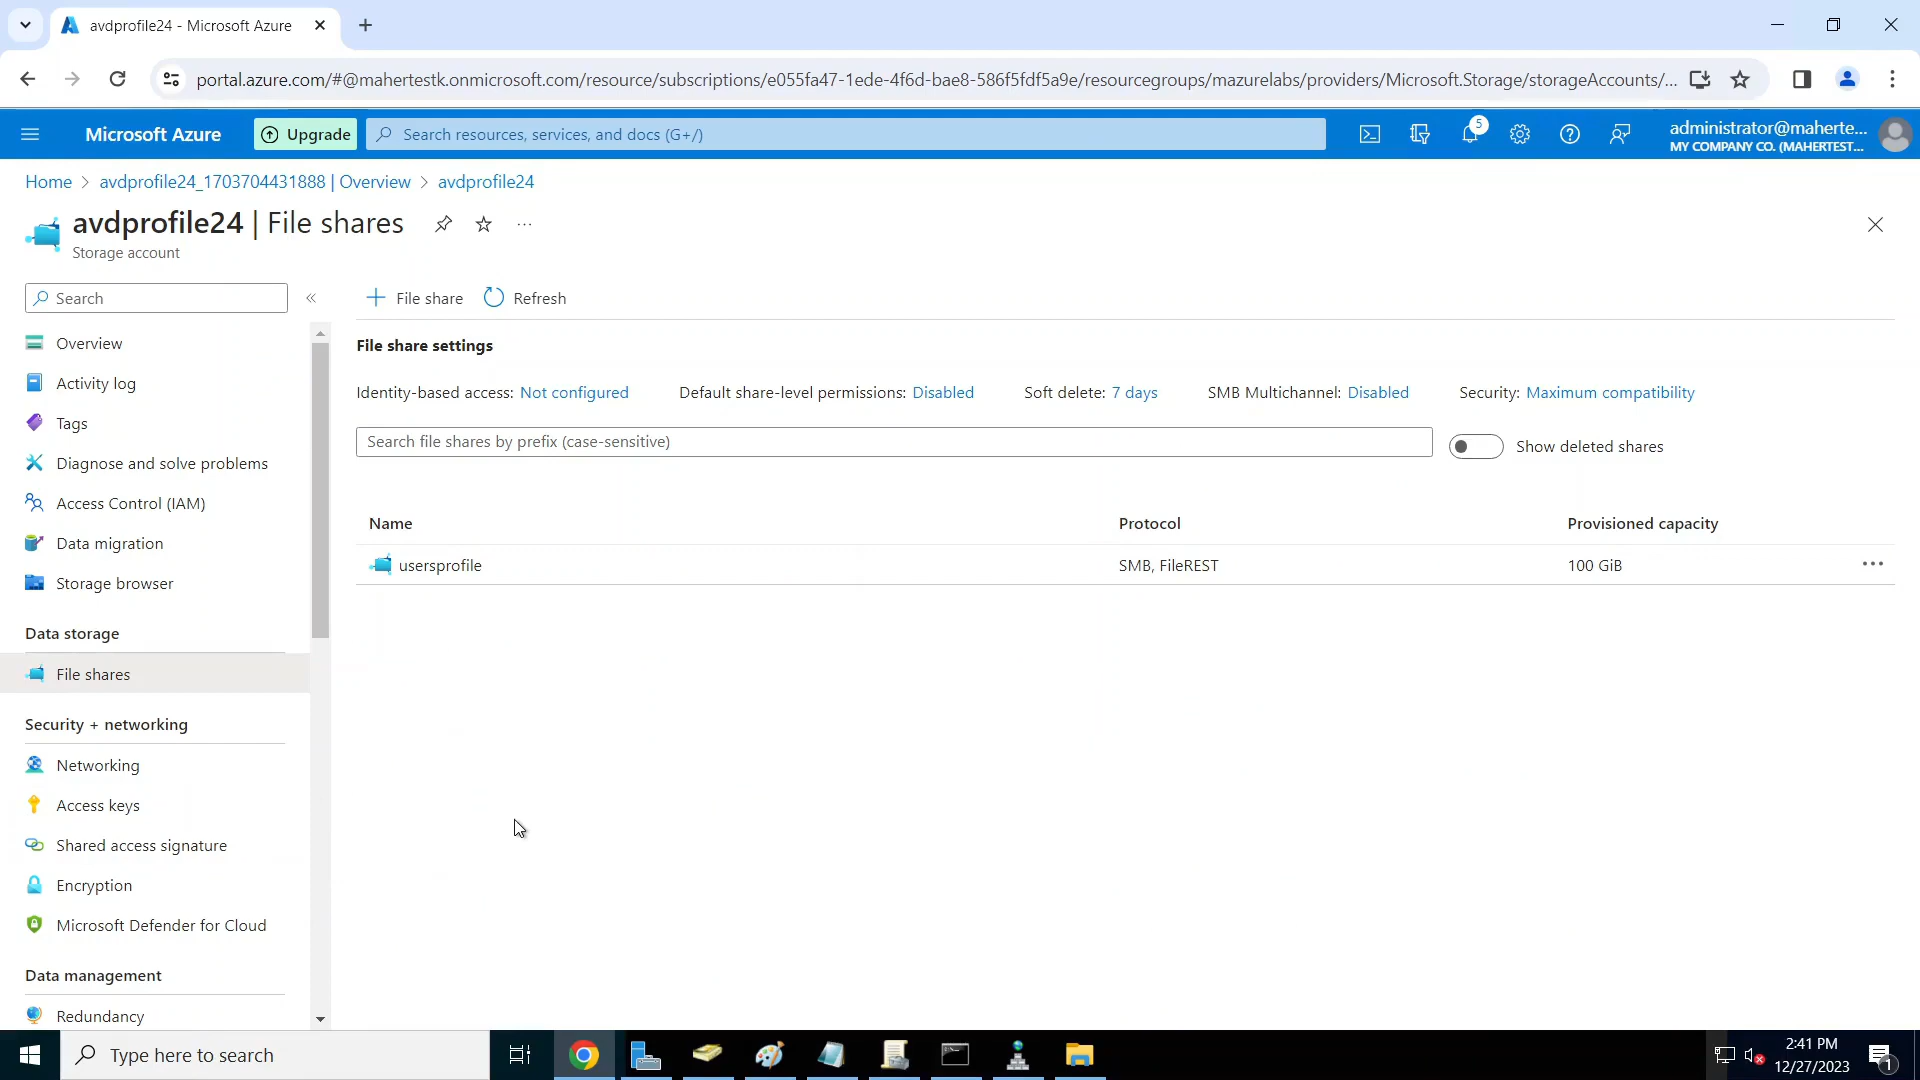 avdprofile24 - Microsoft Azure
portal.azure.com/#@mahertestk.onmicrosoft.com/resource/subscriptions/e055fa47-1ede-4f6d-bae8-586f5fdf5a9e/resourcegroups/mazurelabs/providers/Microsoft.Storage/storageAccounts/...
Microsoft Azure
Upgrade
Search resources, services, and docs (G+/)
5
administrator@maherte...
MY COMPANY CO. (MAHERTEST...
Home > avdprofile24_1703704431888 | Overview > avdprofile24
avdprofile24 | File shares
Storage account
Search
File share
Refresh
Overview
Activity log
Tags
Diagnose and solve problems
Access Control (IAM)
Data migration
Storage browser
Data storage
File shares
Security + networking
Networking
Access keys
Shared access signature
Encryption
Microsoft Defender for Cloud
Data management
Redundancy
File share settings
Identity-based access: Not configured
Default share-level permissions: Disabled
Soft delete: 7 days
SMB Multichannel: Disabled
Security: Maximum compatibility
Search file shares by prefix (case-sensitive)
Show deleted shares
Name Protocol Provisioned capacity
usersprofile SMB, FileREST 100 GiB
Type here to search
2:41 PM
12/27/2023
1